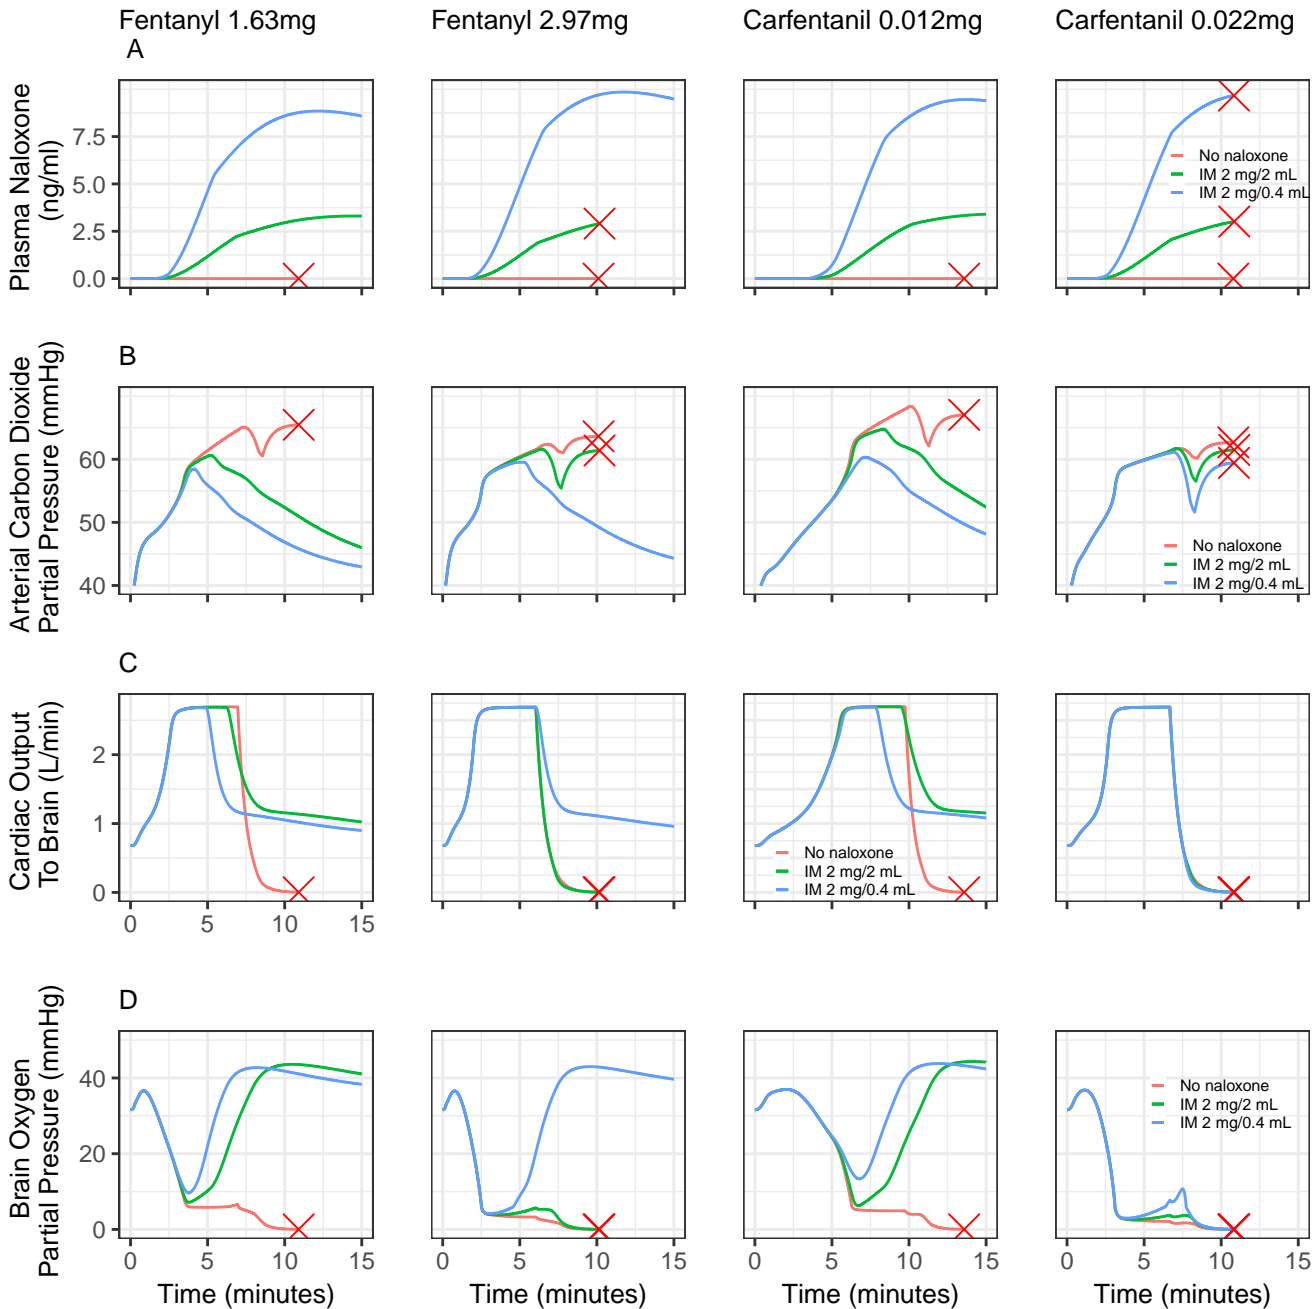 Fentanyl 1.63mg
Fentanyl 2.97mg
Carfentanil 0.012mg
Carfentanil 0.022mg
A
Plasma Naloxone
(ng/ml)
7.5
5.0
2.5
0.0
No naloxone
IM 2 mg/2 mL
IM 2 mg/0.4 mL
B
Arterial Carbon Dioxide
Partial Pressure (mmHg)
60
50
40
No naloxone
IM 2 mg/2 mL
IM 2 mg/0.4 mL
C
Cardiac Output
To Brain (L/min)
2
1
0
No naloxone
IM 2 mg/2 mL
IM 2 mg/0.4 mL
0 5 10 15
D
Brain Oxygen
Partial Pressure (mmHg)
40
20
0
No naloxone
IM 2 mg/2 mL
IM 2 mg/0.4 mL
0 5 10 15
0 5 10 15
0 5 10 15
0 5 10 15
Time (minutes)
Time (minutes)
Time (minutes)
Time (minutes)